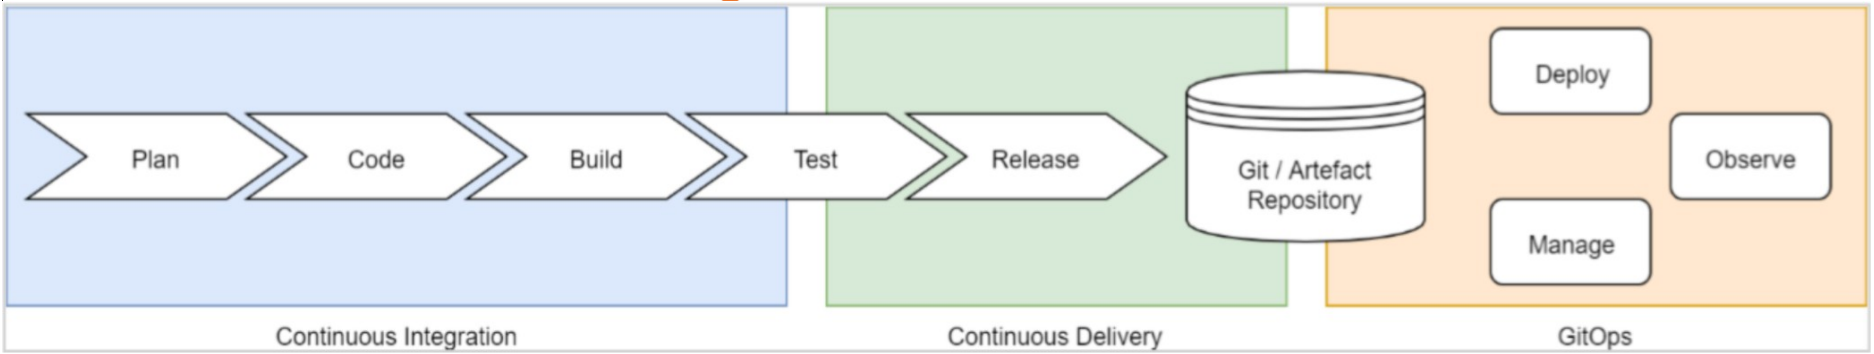 Plan
Code
Build
Test
Release
Git / Artefact
Repository
Deploy
Observe
Manage
Continuous Integration
Continuous Delivery
GitOps